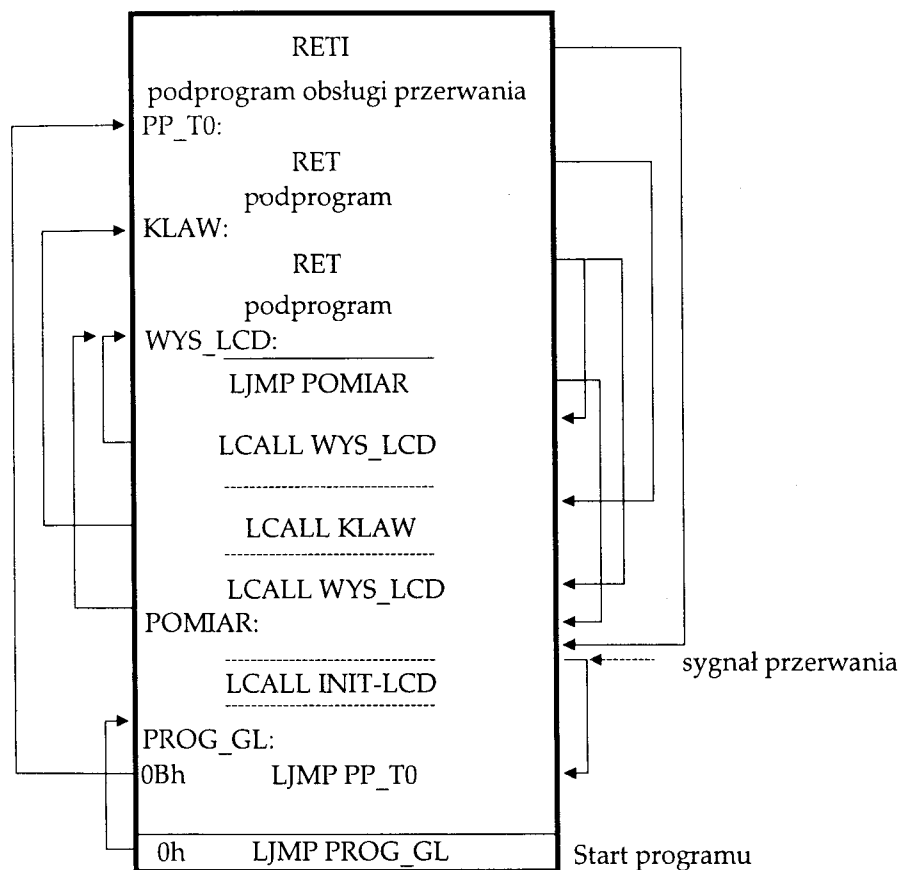 RETI
podprogram obsługi przerwania
PP_T0:
RET
podprogram
KLAW:
RET
podprogram
WYS_LCD:
LJMP POMIAR
LCALL WYS_LCD
LCALL KLAW
LCALL WYS_LCD
POMIAR:
sygnał przerwania
LCALL INIT-LCD
PROG_GL:
0Bh LJMP PP_T0
0h LJMP PROG_GL
Start programu